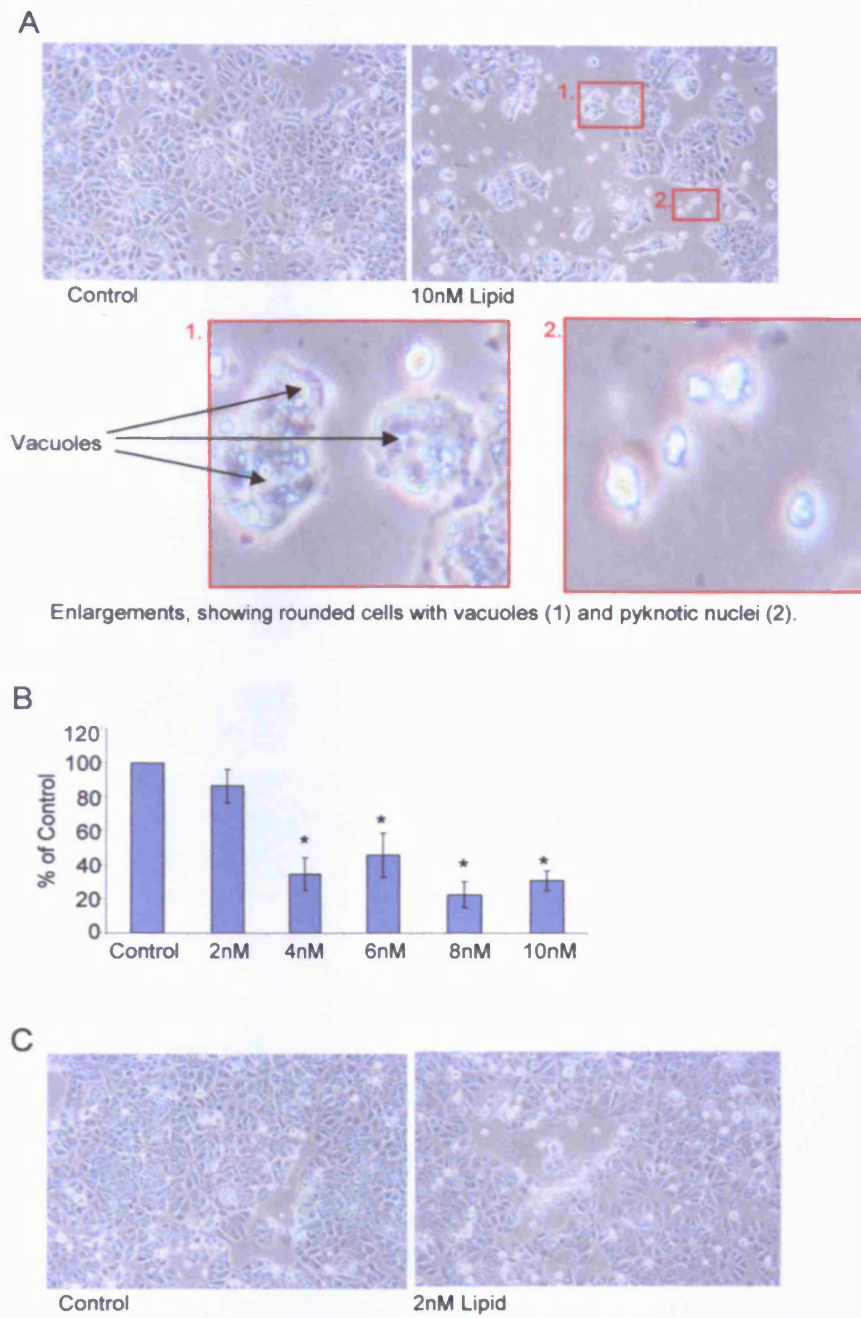 A
1.
2.
Control
10nM Lipid
1.
2.
Vacuoles
Enlargements, showing rounded cells with vacuoles (1) and pyknotic nuclei (2).
B
120
100
80
60
40
20
0
% of Control
*
*
*
*
Control 2nM 4nM 6nM 8nM 10nM
C
Control
2nM Lipid